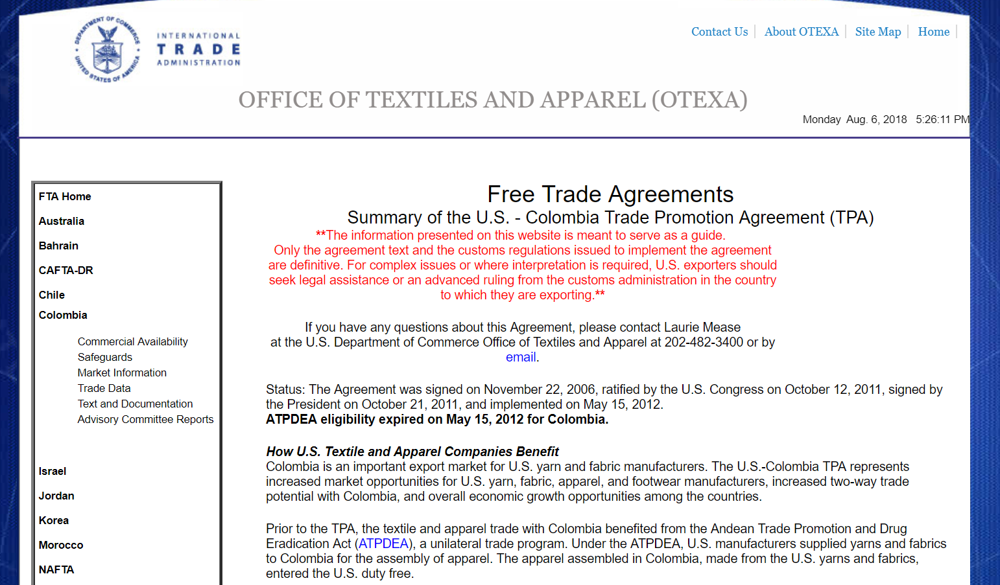 DEPARTMENT OF COMMERCE
UNITED STATES OF AMERICA
INTERNATIONAL
TRADE
ADMINISTRATION
Contact Us
About OTEXA
Site Map
Home
OFFICE OF TEXTILES AND APPAREL (OTEXA)
Monday Aug. 6, 2018 5:26:11 PM
FTA Home
Australia
Bahrain
CAFTA-DR
Chile
Colombia
Commercial Availability
Safeguards
Market Information
Trade Data
Text and Documentation
Advisory Committee Reports
Israel
Jordan
Korea
Morocco
NAFTA
Free Trade Agreements
Summary of the U.S. - Colombia Trade Promotion Agreement (TPA)
**The information presented on this website is meant to serve as a guide.
Only the agreement text and the customs regulations issued to implement the agreement
are definitive. For complex issues or where interpretation is required, U.S. exporters should
seek legal assistance or an advanced ruling from the customs administration in the country
to which they are exporting.**
If you have any questions about this Agreement, please contact Laurie Mease
at the U.S. Department of Commerce Office of Textiles and Apparel at 202-482-3400 or by
email.
Status: The Agreement was signed on November 22, 2006, ratified by the U.S. Congress on October 12, 2011, signed by
the President on October 21, 2011, and implemented on May 15, 2012.
ATPDEA eligibility expired on May 15, 2012 for Colombia.
How U.S. Textile and Apparel Companies Benefit
Colombia is an important export market for U.S. yarn and fabric manufacturers. The U.S.-Colombia TPA represents
increased market opportunities for U.S. yarn, fabric, apparel, and footwear manufacturers, increased two-way trade
potential with Colombia, and overall economic growth opportunities among the countries.
Prior to the TPA, the textile and apparel trade with Colombia benefited from the Andean Trade Promotion and Drug
Eradication Act (ATPDEA), a unilateral trade program. Under the ATPDEA, U.S. manufacturers supplied yarns and fabrics
to Colombia for the assembly of apparel. The apparel assembled in Colombia, made from the U.S. yarns and fabrics,
entered the U.S. duty free.